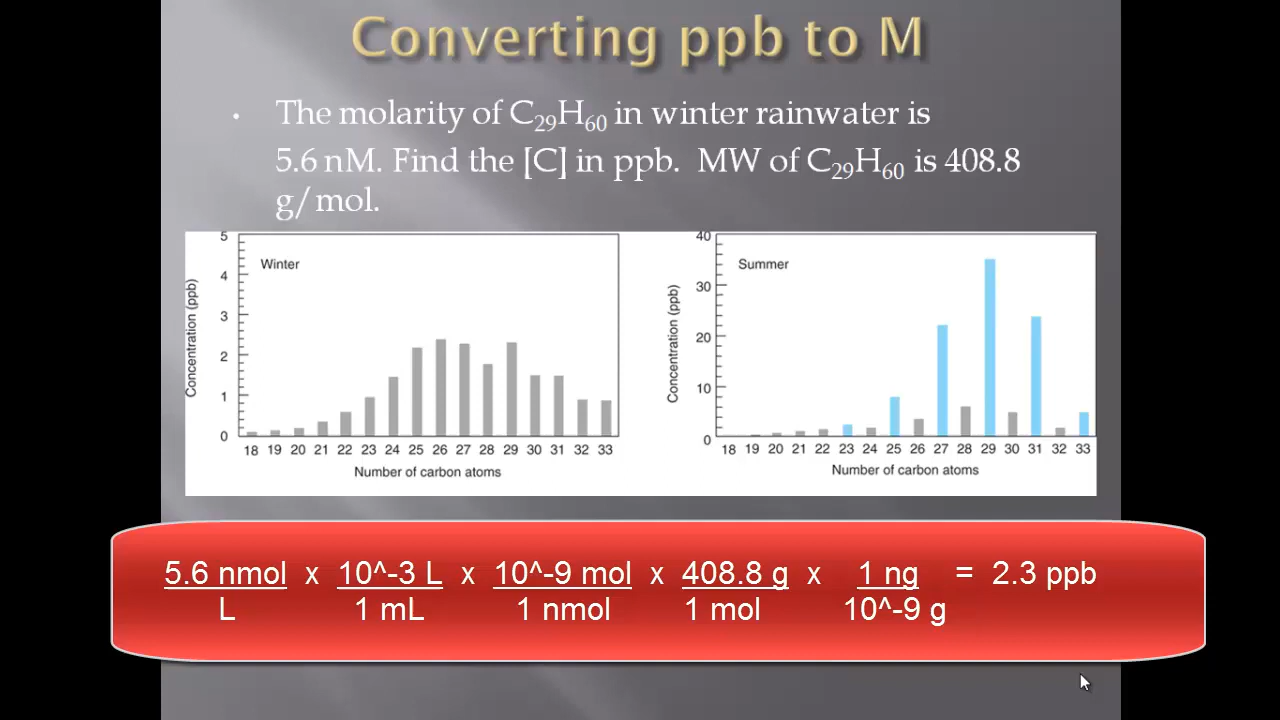 Converting ppb to M
• The molarity of C29H60 in winter rainwater is
5.6 nM. Find the [C] in ppb. MW of C29H60 is 408.8
g/mol.
5
4
3
2
1
0
Concentration (ppb)
Winter
18 19 20 21 22 23 24 25 26 27 28 29 30 31 32 33
Number of carbon atoms
40
30
20
10
0
Concentration (ppb)
Summer
18 19 20 21 22 23 24 25 26 27 28 29 30 31 32 33
Number of carbon atoms
5.6 nmol x 10^-3 L x 10^-9 mol x 408.8 g x 1 ng = 2.3 ppb
L 1 mL 1 nmol 1 mol 10^-9 g